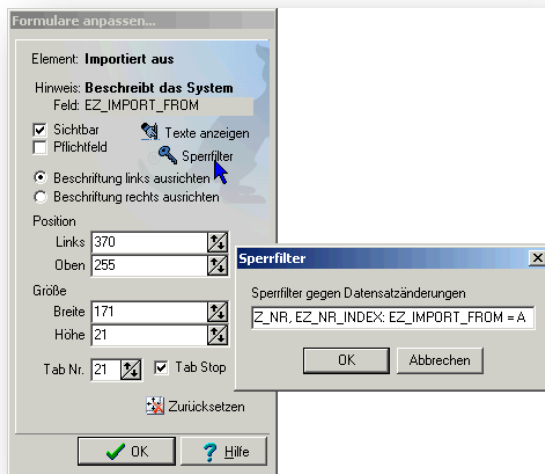 Formulare anpassen...
Element: Importiert aus
Hinweis: Beschreibt das System
Feld: EZ_IMPORT_FROM
Sichtbar
Texte anzeigen
Pflichtfeld
Sperrfilter
Beschriftung links ausrichten
Beschriftung rechts ausrichten
Position
Links 370
Oben 255
Größe
Breite 171
Höhe 21
Tab Nr. 21 Tab Stop
Zurücksetzen
OK Hilfe
Sperrfilter
Sperrfilter gegen Datensatzänderungen
Z_NR, EZ_NR_INDEX: EZ_IMPORT_FROM = A
OK Abbrechen